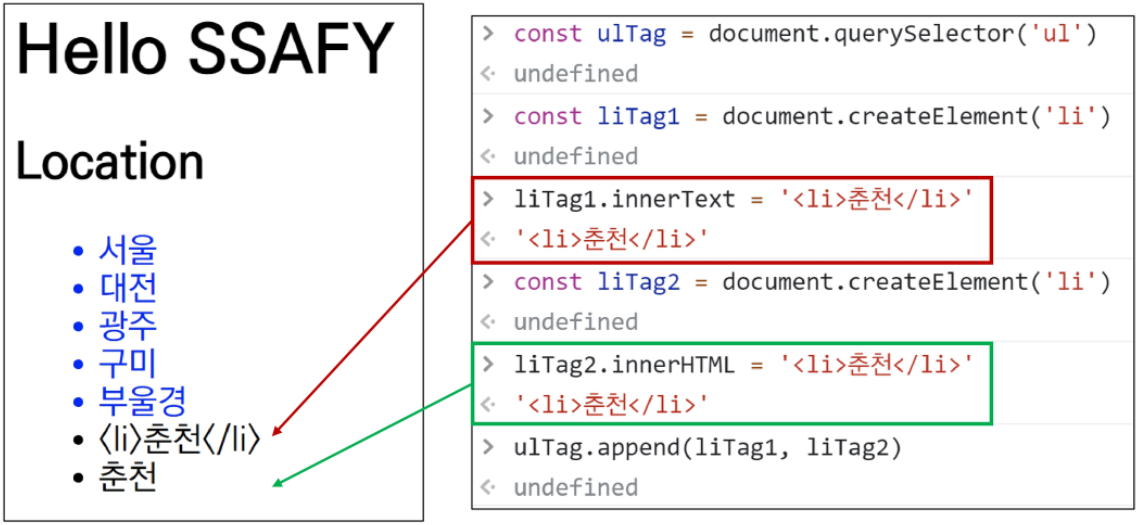 Hello SSAFY
Location
• 서울
• 대전
• 광주
• 구미
• 부울경
• <li>춘천</li>
• 춘천
> const ulTag = document.querySelector('ul')
<· undefined
> const liTag1 = document.createElement('li')
<· undefined
> liTag1.innerText = '<li>춘천</li>'
<· '<li>춘천</li>'
> const liTag2 = document.createElement('li')
<· undefined
> liTag2.innerHTML = '<li>춘천</li>'
<· '<li>춘천</li>'
> ulTag.append(liTag1, liTag2)
<· undefined